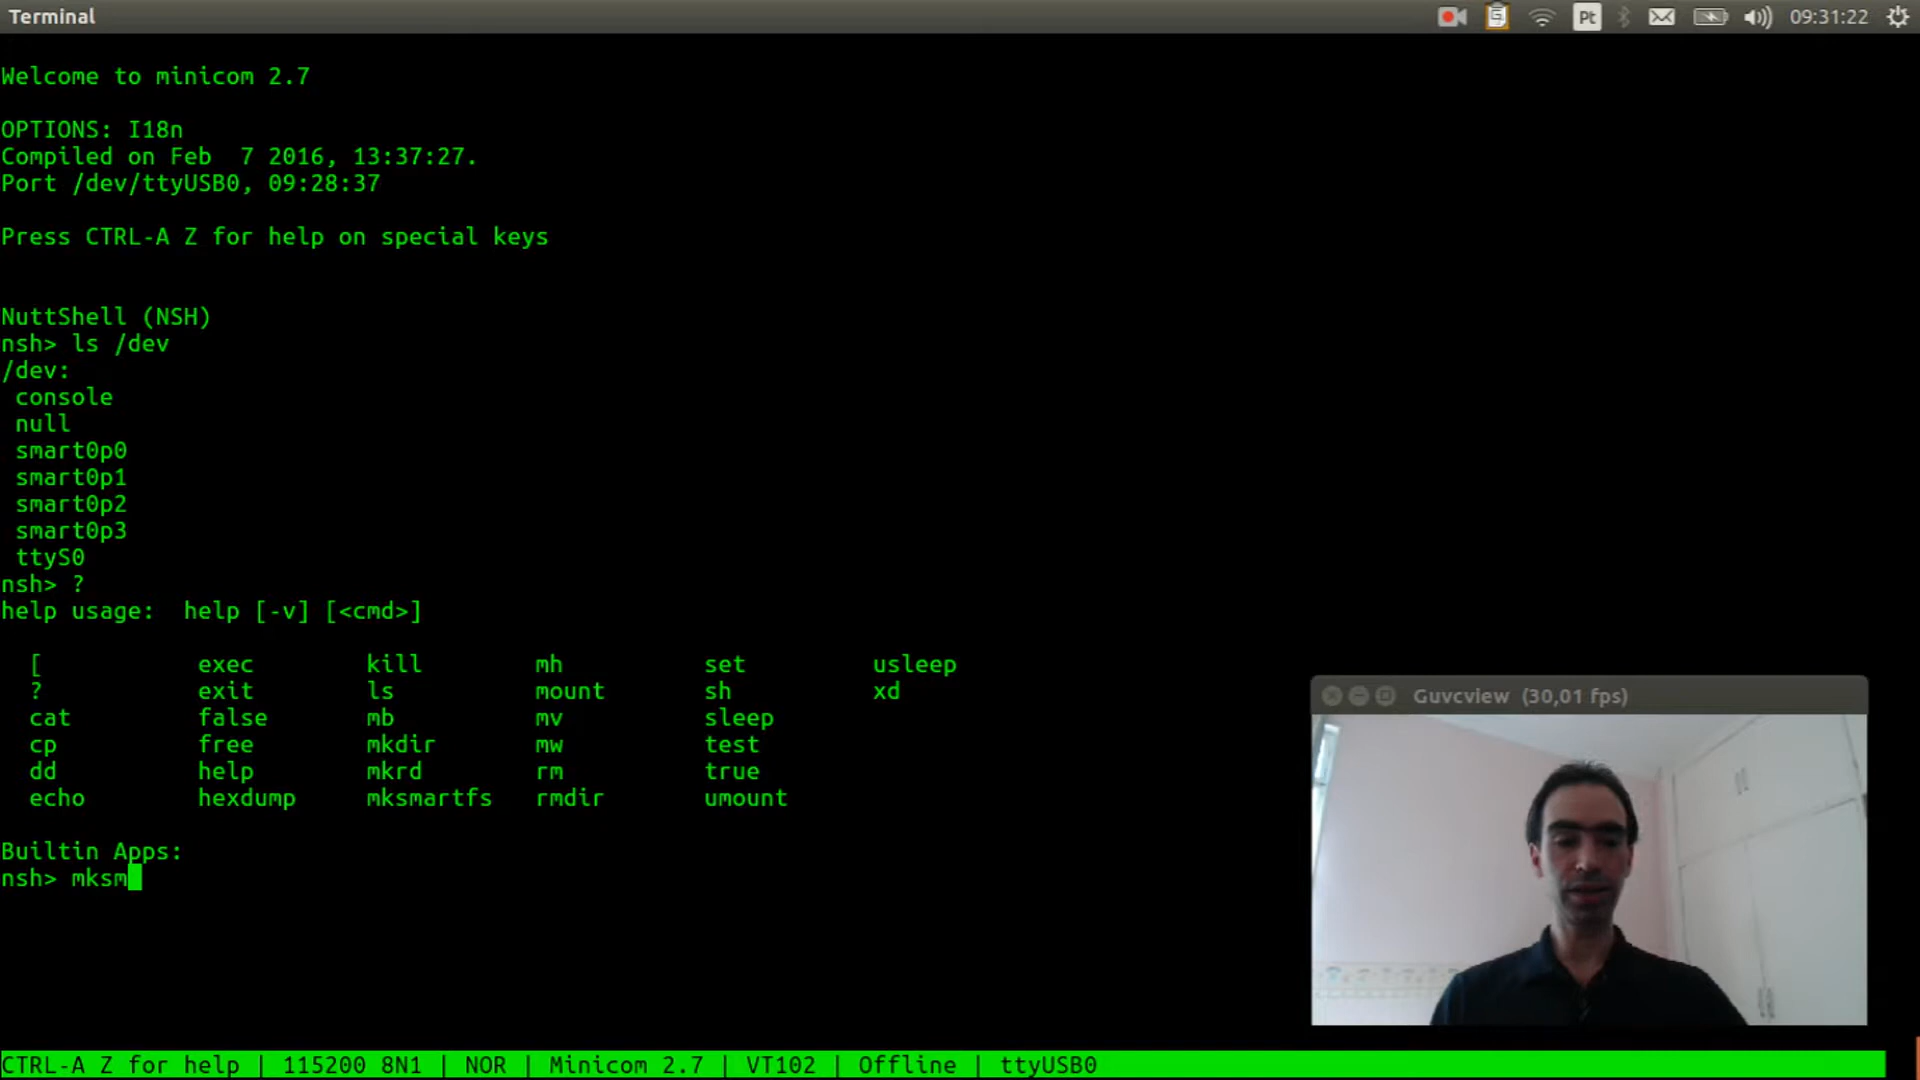 Terminal
Pt
09:31:22
Welcome to minicom 2.7
OPTIONS: I18n
Compiled on Feb  7 2016, 13:37:27.
Port /dev/ttyUSB0, 09:28:37
Press CTRL-A Z for help on special keys
NuttShell (NSH)
nsh> ls /dev
/dev:
 console
 null
 smart0p0
 smart0p1
 smart0p2
 smart0p3
 ttyS0
nsh> ?
help usage:  help [-v] [<cmd>]
  [           exec        kill        mh          set         usleep
  ?           exit        ls          mount       sh          xd
  cat         false       mb          mv          sleep
  cp          free        mkdir       mw          test
  dd          help        mkrd        rm          true
  echo        hexdump     mksmartfs   rmdir       umount
Builtin Apps:
nsh> mksm
Guvcview (30,01 fps)
CTRL-A Z for help | 115200 8N1 | NOR | Minicom 2.7 | VT102 | Offline | ttyUSB0